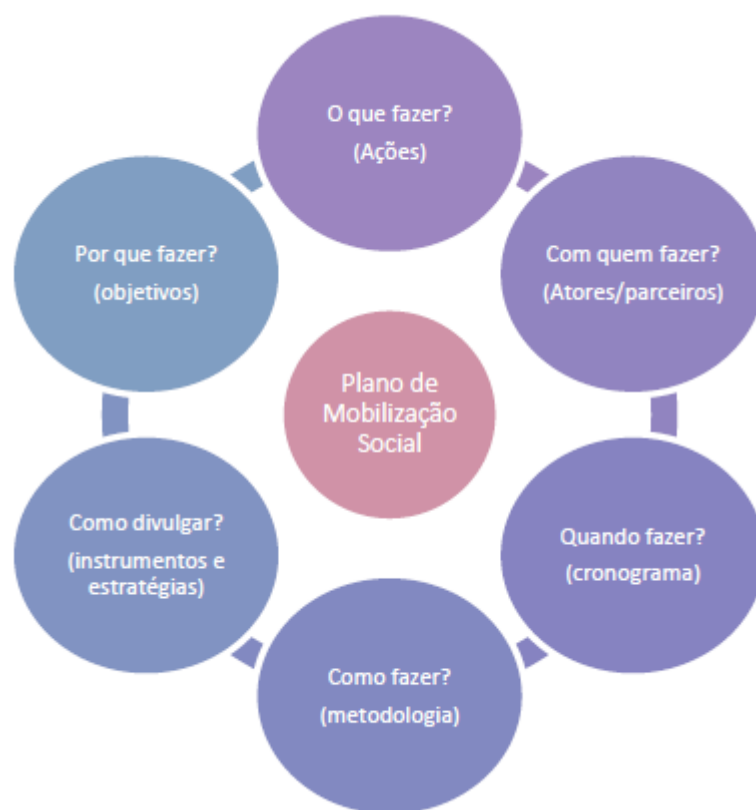 O que fazer?
(Ações)
Com quem fazer?
(Atores/parceiros)
Quando fazer?
(cronograma)
Como fazer?
(metodologia)
Como divulgar?
(instrumentos e
estratégias)
Por que fazer?
(objetivos)
Plano de
Mobilização
Social